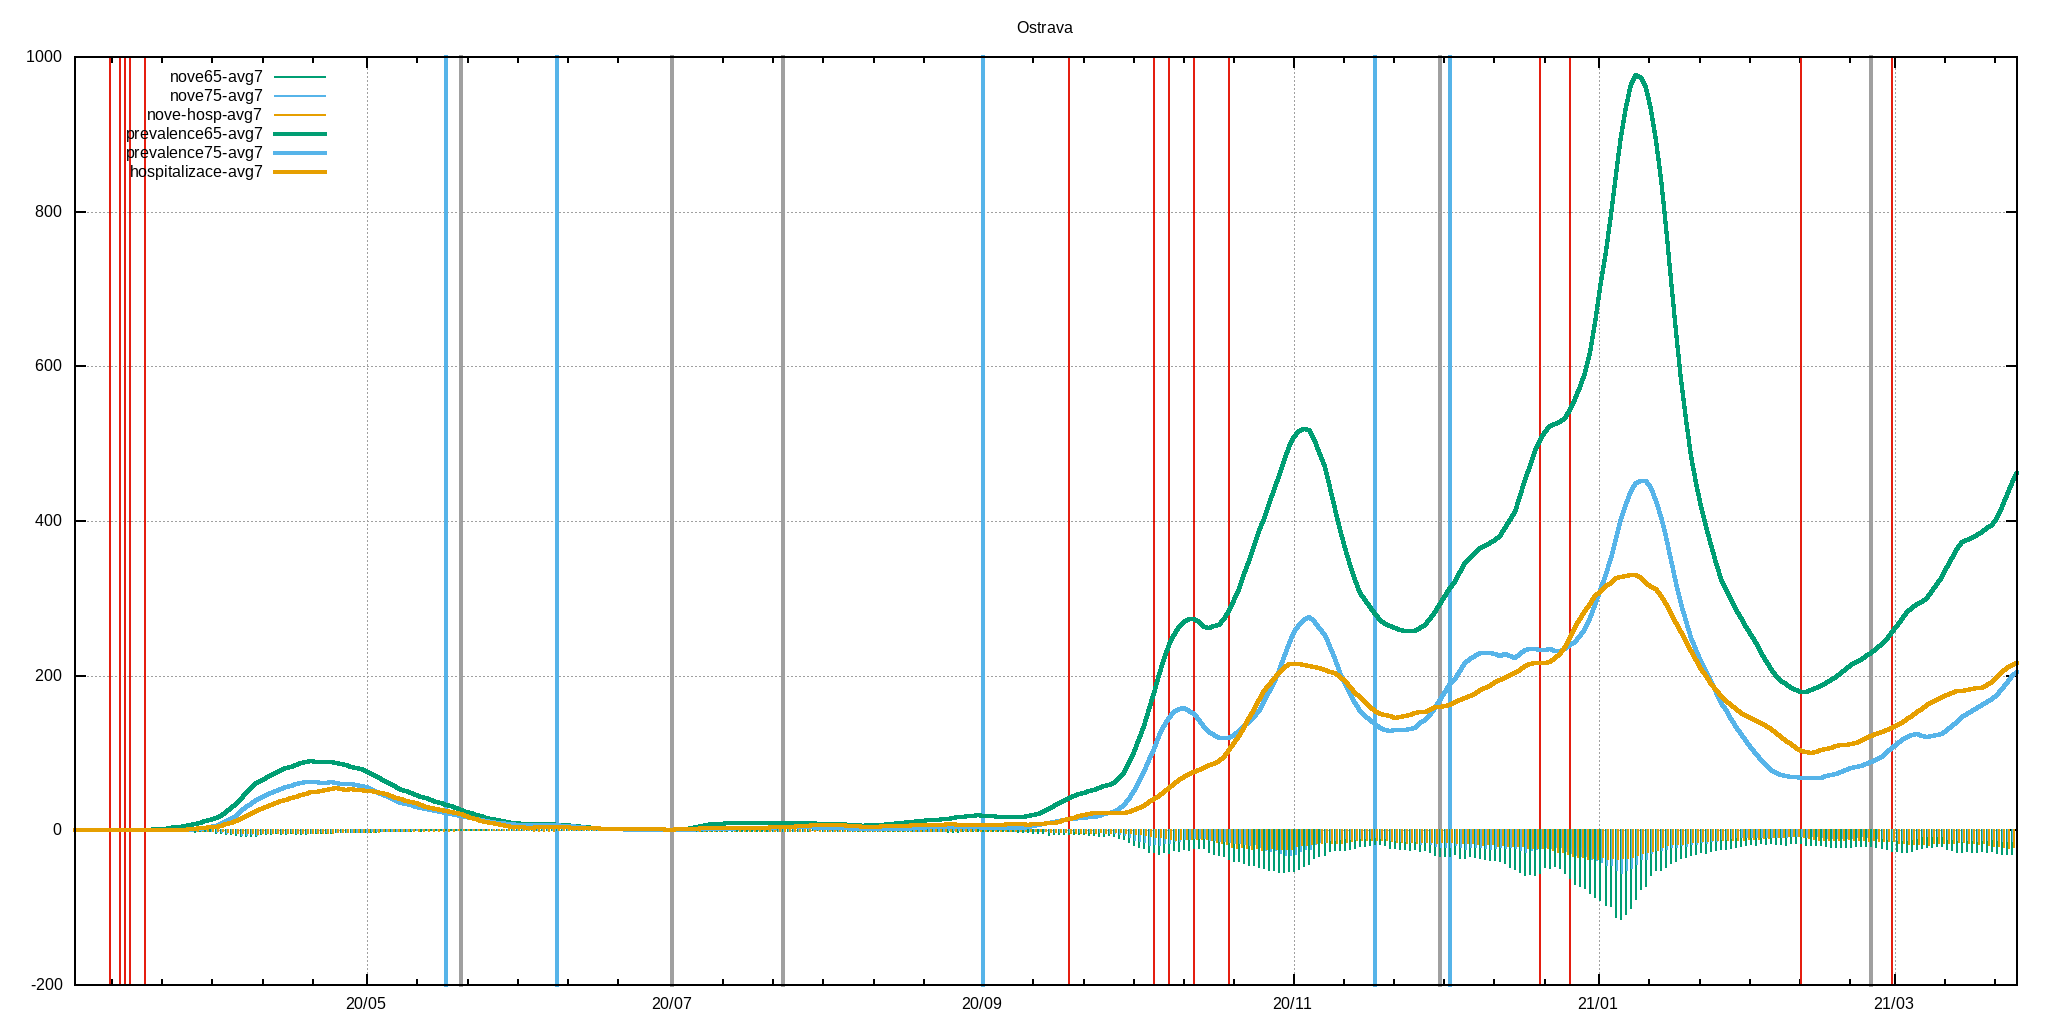 Ostrava
1000
800
600
400
200
0
-200
nove65-avg7
nove75-avg7
nove-hosp-avg7
prevalence65-avg7
prevalence75-avg7
hospitalizace-avg7
20/05
20/07
20/09
20/11
21/01
21/03